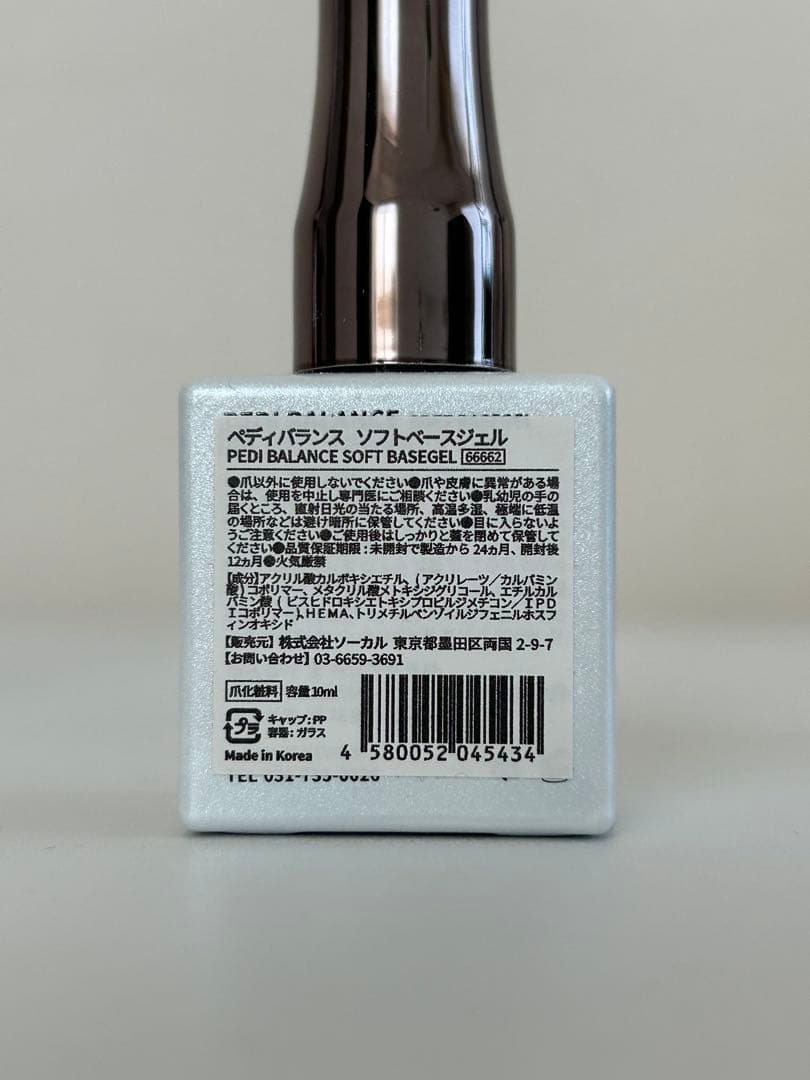 ペディバランス ソフトベースジェル
PEDI BALANCE SOFT BASEGEL 66662
●爪以外に使用しないでください●爪や皮膚に異常がある場
合は、使用を中止し専門医にご相談ください●乳幼児の手の
届くところ、直射日光の当たる場所、高温多湿、極端に低温
の場所などは避け暗所に保管してください●目に入らないよ
うご注意ください●ご使用後はしっかりと蓋を閉めて保管して
ください●品質保証期限:未開封で製造から24ヵ月、開封後
12ヵ月●火気厳禁
【成分】アクリル酸カルボキシエチル、(アクリレーツ/カルバミン
酸)コポリマー、メタクリル酸メトキシジグリコール、エチルカル
バミン酸(ビスヒドロキシエトキシプロピルジメチコン/IPD
Iコポリマー)、HEMA、トリメチルベンゾイルジフェニルホスフ
ィンオキシド
【販売元】株式会社ソーカル 東京都墨田区両国 2-9-7
【お問い合わせ】03-6659-3691
爪化粧料 容量10ml
プラ キャップ:PP
容器:ガラス
Made in Korea
4 580052 045434